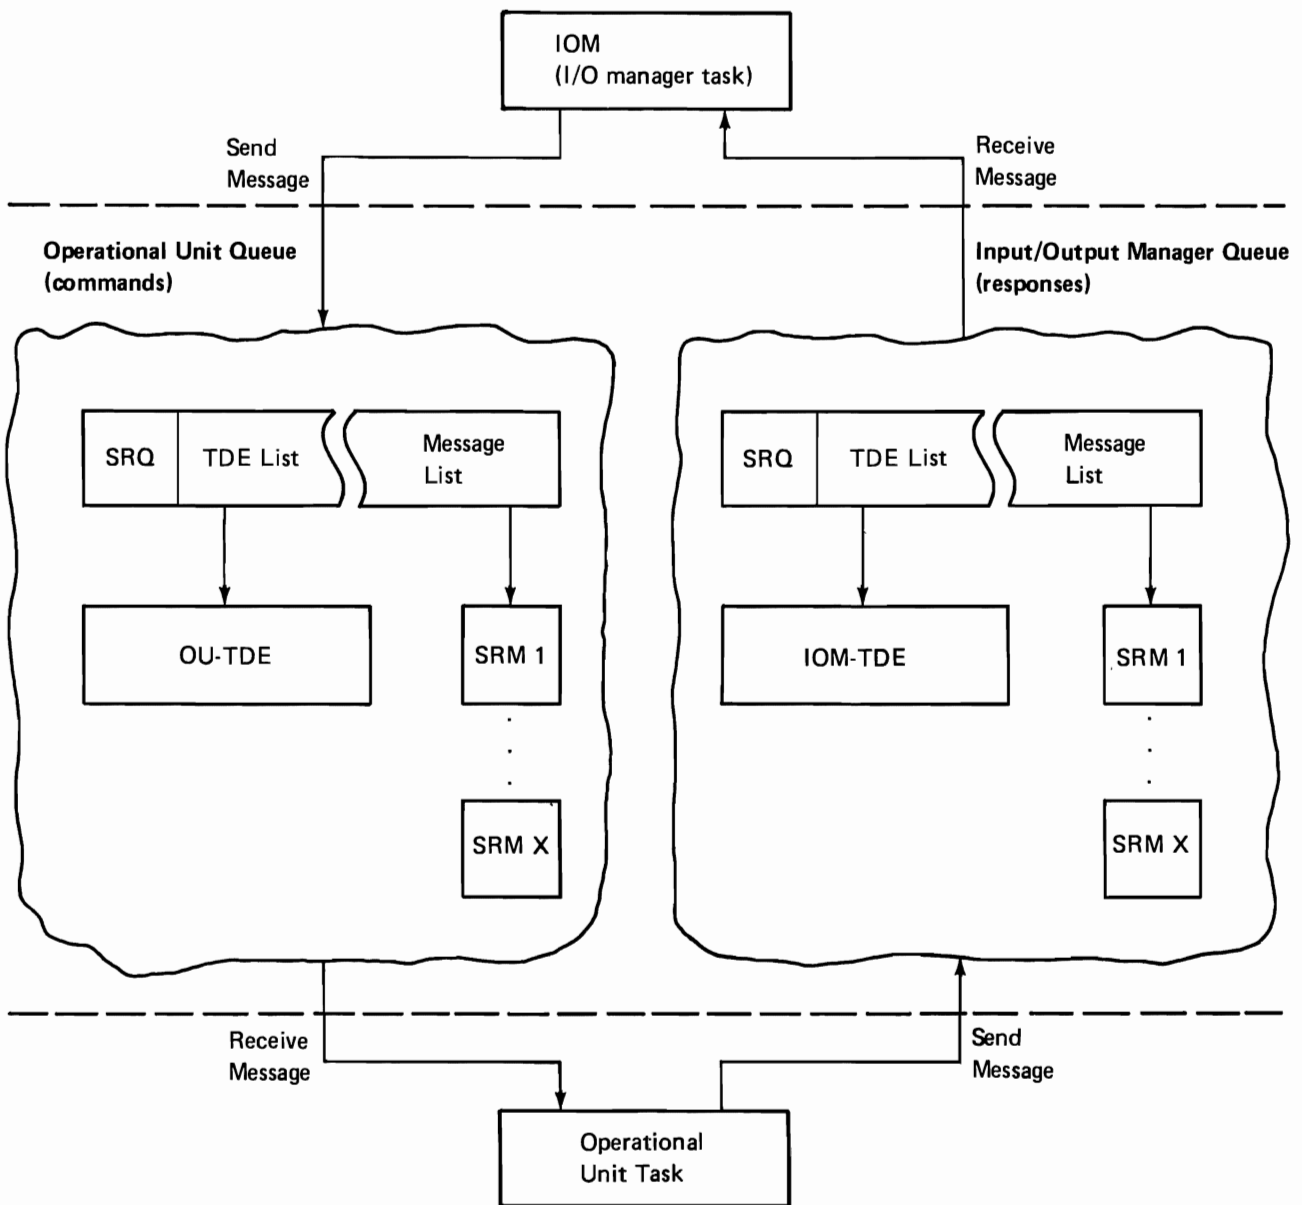 IOM
(I/O manager task)
Send
Message
Receive
Message
Operational Unit Queue
(commands)
Input/Output Manager Queue
(responses)
SRQ
TDE List
Message
List
SRQ
TDE List
Message
List
OU-TDE
SRM 1
IOM-TDE
SRM 1
SRM X
SRM X
Receive
Message
Send
Message
Operational
Unit Task